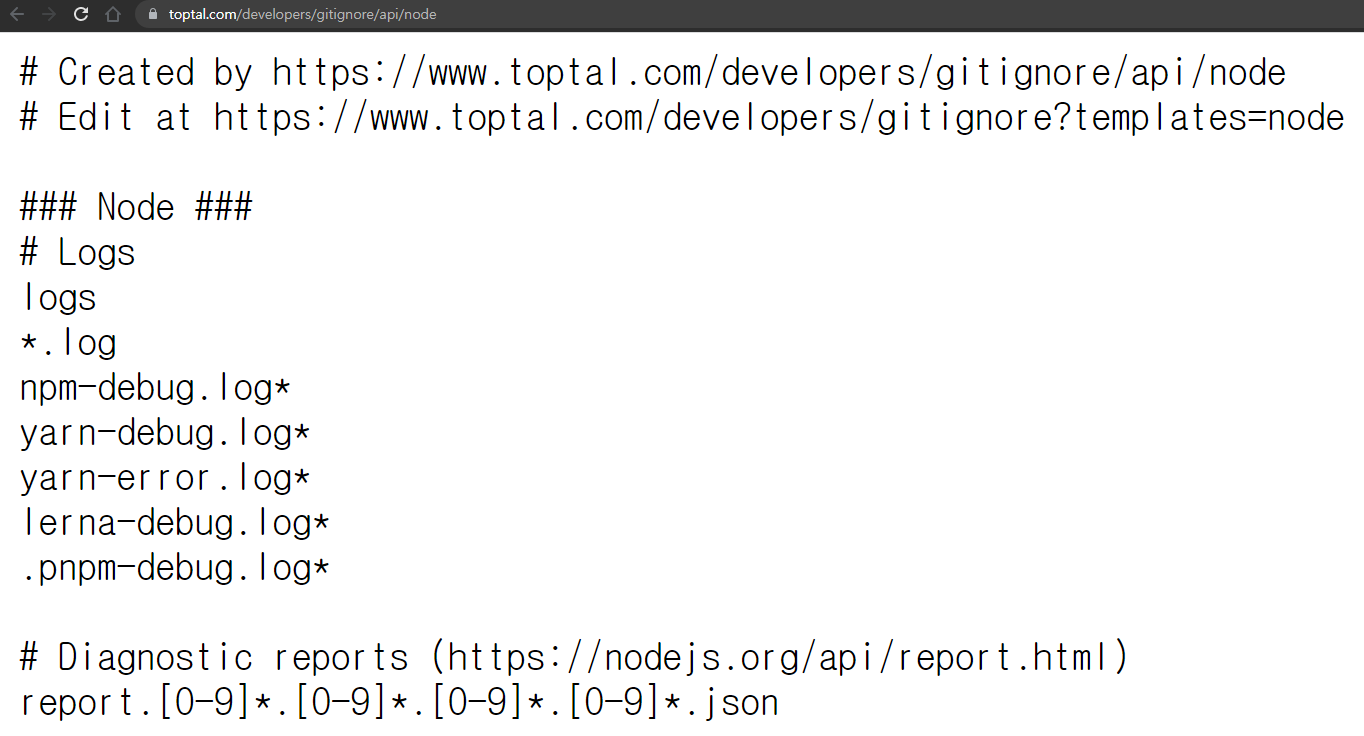 toptal.com/developers/gitignore/api/node
# Created by https://www.toptal.com/developers/gitignore/api/node
# Edit at https://www.toptal.com/developers/gitignore?templates=node
### Node ###
# Logs
logs
*.log
npm-debug.log*
yarn-debug.log*
yarn-error.log*
lerna-debug.log*
.pnpm-debug.log*
# Diagnostic reports (https://nodejs.org/api/report.html)
report.[0-9]*.[0-9]*.[0-9]*.[0-9]*.json